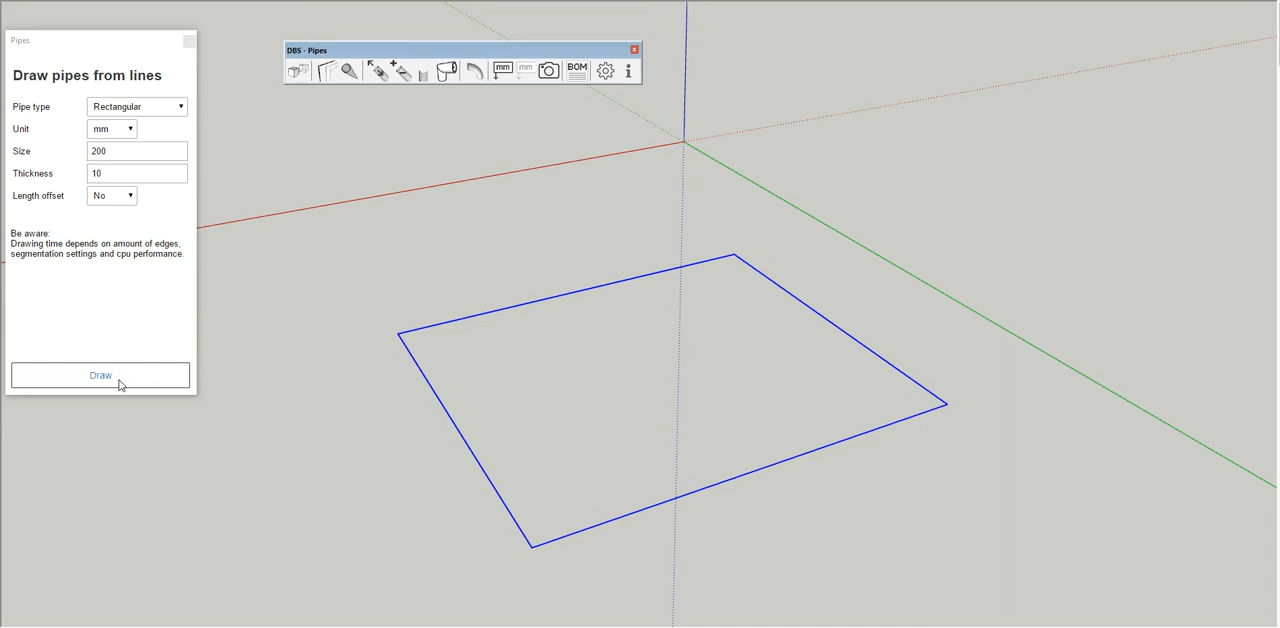 Pipes
Draw pipes from lines
Pipe type Rectangular
Unit mm
Size 200
Thickness 10
Length offset No
Be aware:
Drawing time depends on amount of edges,
segmentation settings and cpu performance.
Draw
DBS - Pipes
mm mm BOM